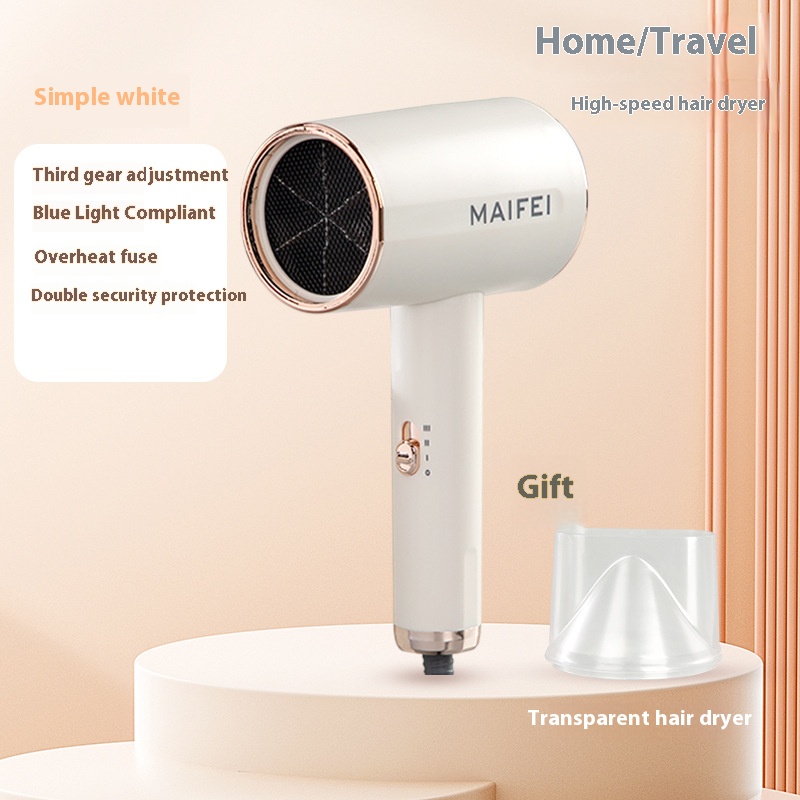 Home/Travel
High-speed hair dryer
Simple white
Third gear adjustment
Blue Light Compliant
Overheat fuse
Double security protection
MAIFEI
Gift
Transparent hair dryer